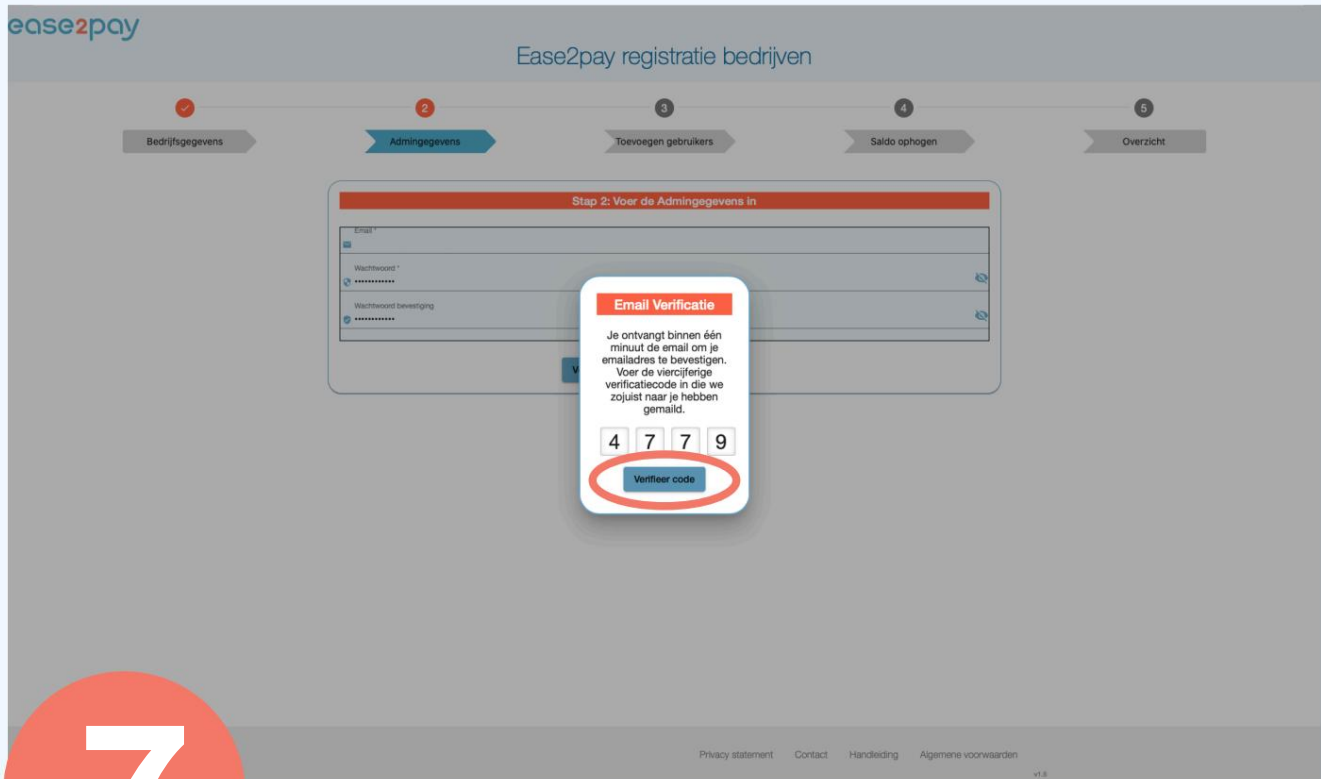 ease2pay
Ease2pay registratie bedrijven
2
3
4
5
Bedrijfsgegevens
Admingegevens
Toevoegen gebruikers
Saldo ophogen
Overzicht
Stap 2: Voer de Admingegevens in
Email *
Wachtwoord *
••••••••••••
Wachtwoord bevestiging
••••••••••••
V
Email Verificatie
Je ontvangt binnen één
minuut de email om je
emailadres te bevestigen.
Voer de viercijferige
verificatiecode in die we
zojuist naar je hebben
gemaild.
4 7 7 9
Verifieer code
7
Privacy statement Contact Handleiding Algemene voorwaarden
v1.8